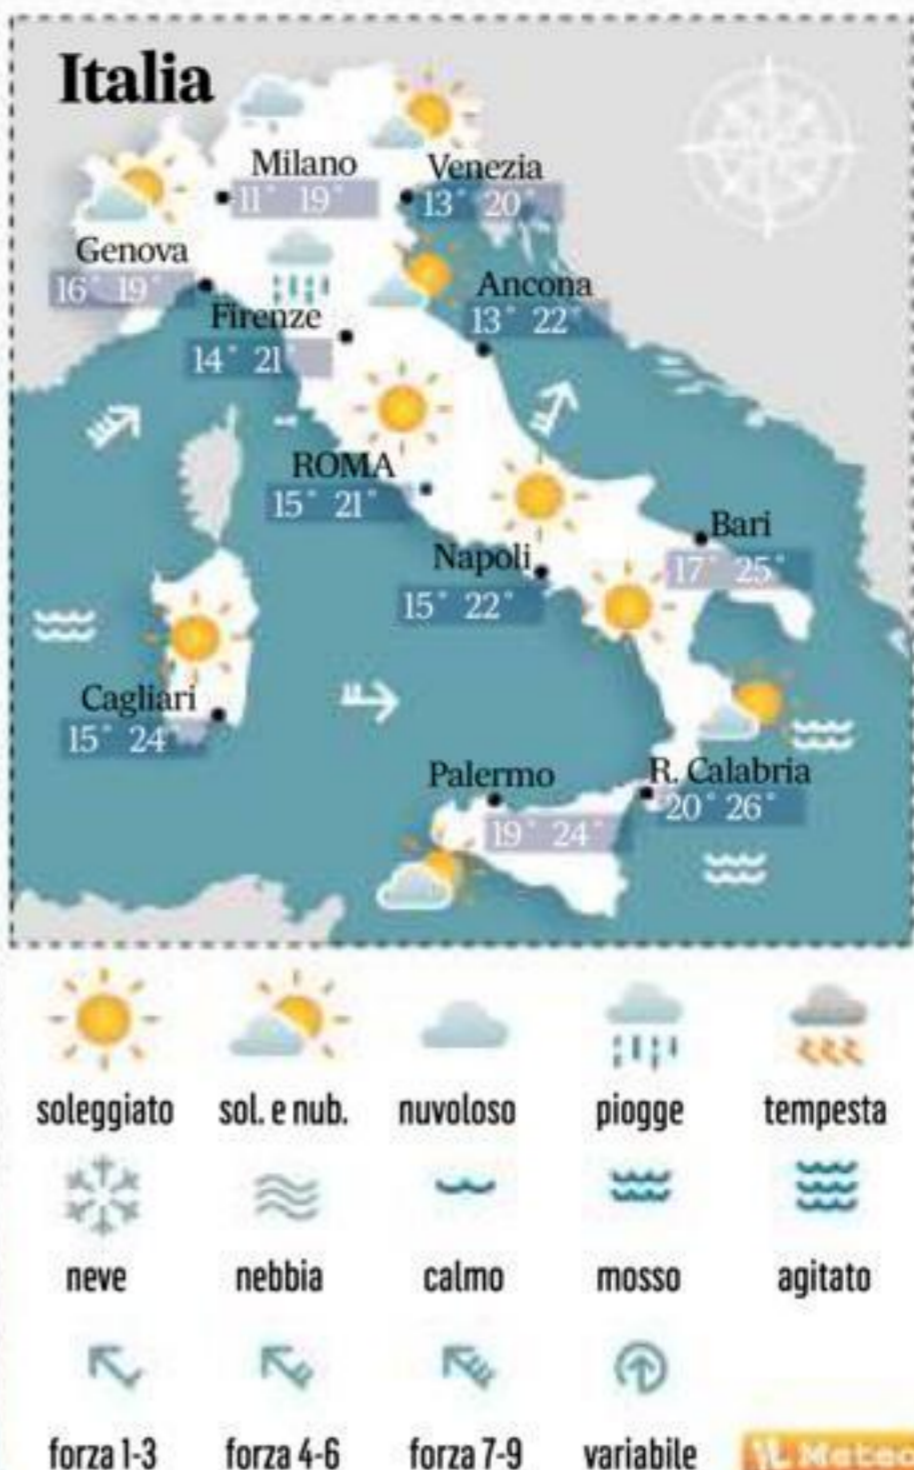 Italia
Milano
11° 19°
Venezia
13° 20°
Genova
16° 19°
Ancona
13° 22°
Firenze
14° 21°
ROMA
15° 21°
Bari
17° 25°
Napoli
15° 22°
Cagliari
15° 24°
Palermo
19° 24°
R. Calabria
20° 26°
soleggiato sol. e nub. nuvoloso piogge tempesta
neve nebbia calmo mosso agitato
forza 1-3 forza 4-6 forza 7-9 variabile